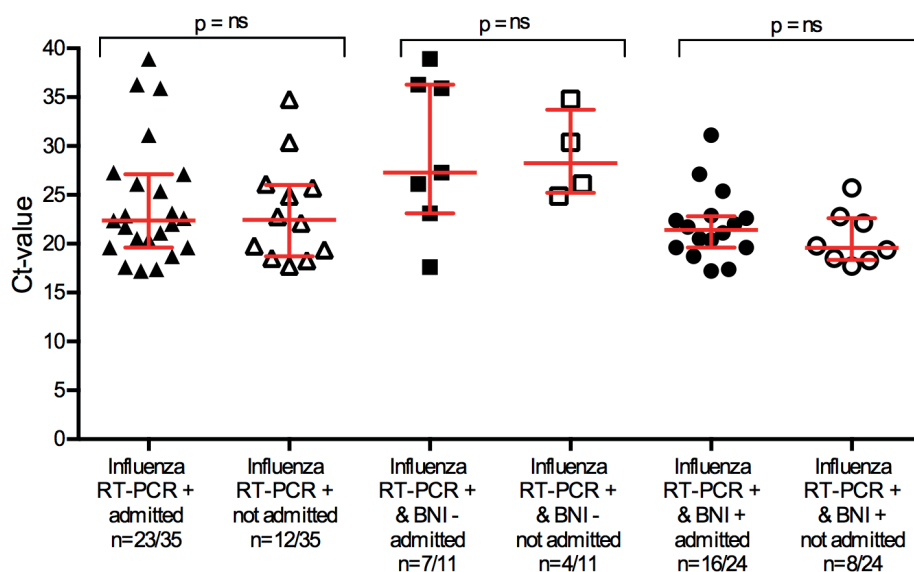 p = ns
p = ns
p = ns
Ct-value
40
35
30
25
20
15
10
5
0
Influenza
RT-PCR +
admitted
n=23/35
Influenza
RT-PCR +
not admitted
n=12/35
Influenza
RT-PCR +
& BNI -
admitted
n=7/11
Influenza
RT-PCR +
& BNI -
not admitted
n=4/11
Influenza
RT-PCR +
& BNI +
admitted
n=16/24
Influenza
RT-PCR +
& BNI +
not admitted
n=8/24